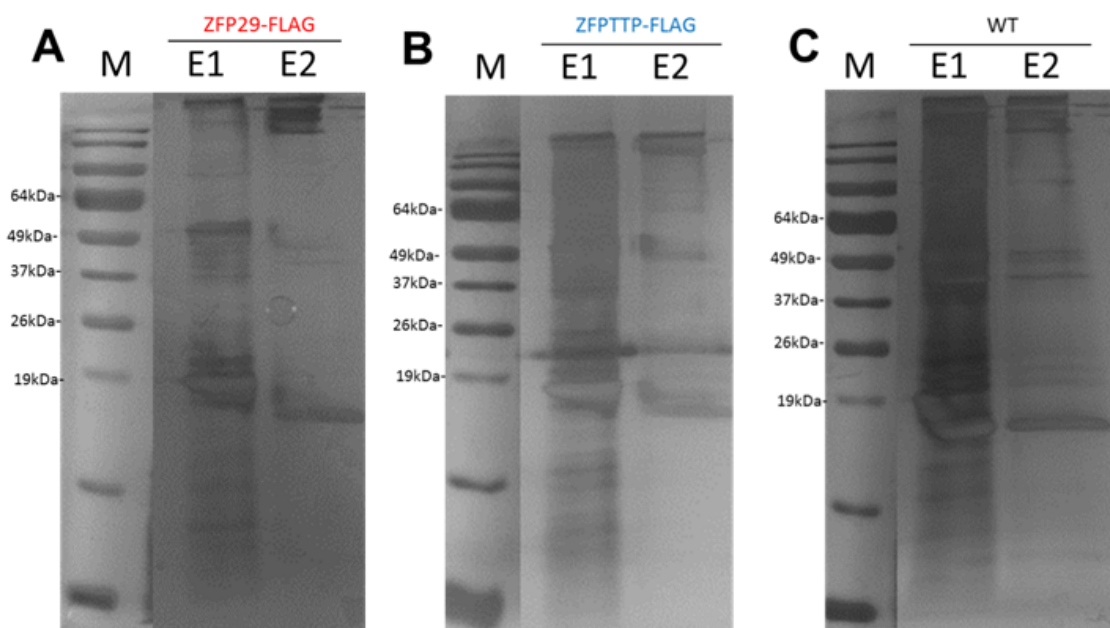 A
ZFP29-FLAG
M E1 E2
64kDa-
49kDa-
37kDa-
26kDa-
19kDa-
B
ZFPTTP-FLAG
M E1 E2
64kDa-
49kDa-
37kDa-
26kDa-
19kDa-
C
WT
M E1 E2
64kDa-
49kDa-
37kDa-
26kDa-
19kDa-